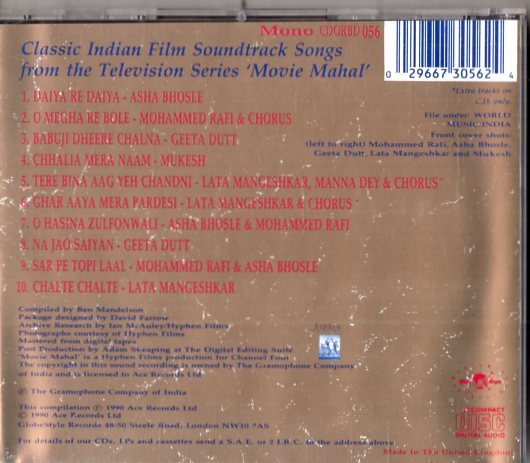 Mono CDORBD 056
Classic Indian Film Soundtrack Songs
from the Television Series 'Movie Mahal'
0 29667 30562 4
1. DAIYA RE DAIYA - ASHA BHOSLE
2. O MEGHA RE BOLE - MOHAMMED RAFI & CHORUS
3. BABUJI DHEERE CHALNA - GEETA DUTT
4. CHHALIA MERA NAAM - MUKESH
5. TERE BINA AAG YEH CHANDNI - LATA MANGESHKAR, MANNA DEY & CHORUS*
6. GHAR AAYA MERA PARDESI - LATA MANGESHKAR & CHORUS*
7. O HASINA ZULFONWALI - ASHA BHOSLE & MOHAMMED RAFI
8. NA JAO SAIYAN - GEETA DUTT
9. SAR PE TOPI LAAL - MOHAMMED RAFI & ASHA BHOSLE
10. CHALTE CHALTE - LATA MANGESHKAR
*Extra tracks on
C.D. only.
File under: WORLD
MUSIC/INDIA
Front cover shots:
(left to right) Mohammed Rafi, Asha Bhosle,
Geeta Dutt, Lata Mangeshkar and Mukesh
Compiled by Ben Mandelson
Package designed by David Farrow
Archive Research by Ian McAuley/Hyphen Films
Photographs courtesy of Hyphen Films
Mastered from digital tapes
Post Production by Adam Skeaping at The Digital Editing Suite
'Movie Mahal' is a Hyphen Films production for Channel Four
The copyright in this sound recording is owned by The Gramophone Company
of India and is licensed to Ace Records Ltd
℗ The Gramophone Company of India
This compilation ℗ 1990 Ace Records Ltd
© 1990 Ace Records Ltd
GlobeStyle Records 48-50 Steele Road, London NW10 7AS
For details of our CDs, LPs and cassettes send a S.A.E. or 2 I.R.C. to the address above
COMPACT
disc
DIGITAL AUDIO
Made In The United Kingdom